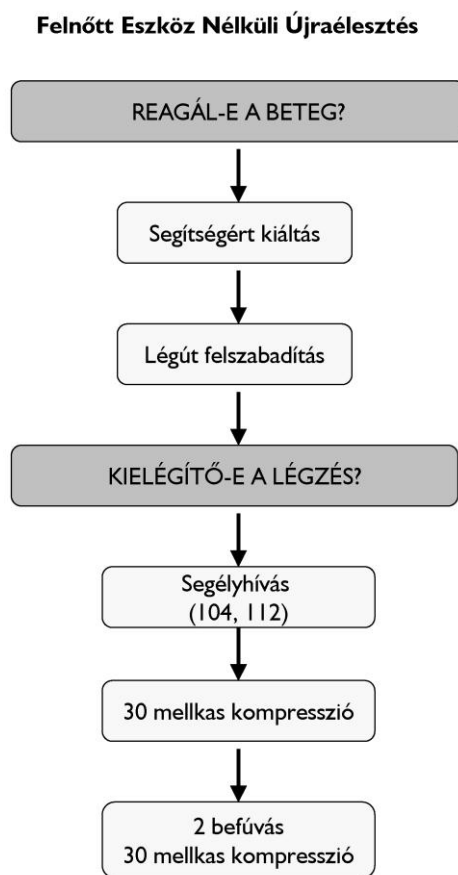 Felnőtt Eszköz Nélküli Újraélesztés
REAGÁL-E A BETEG?
Segítségért kiáltás
Légút felszabadítás
KIELÉGÍTŐ-E A LÉGZÉS?
Segélyhívás
(104, 112)
30 mellkas kompresszió
2 befúvás
30 mellkas kompresszió